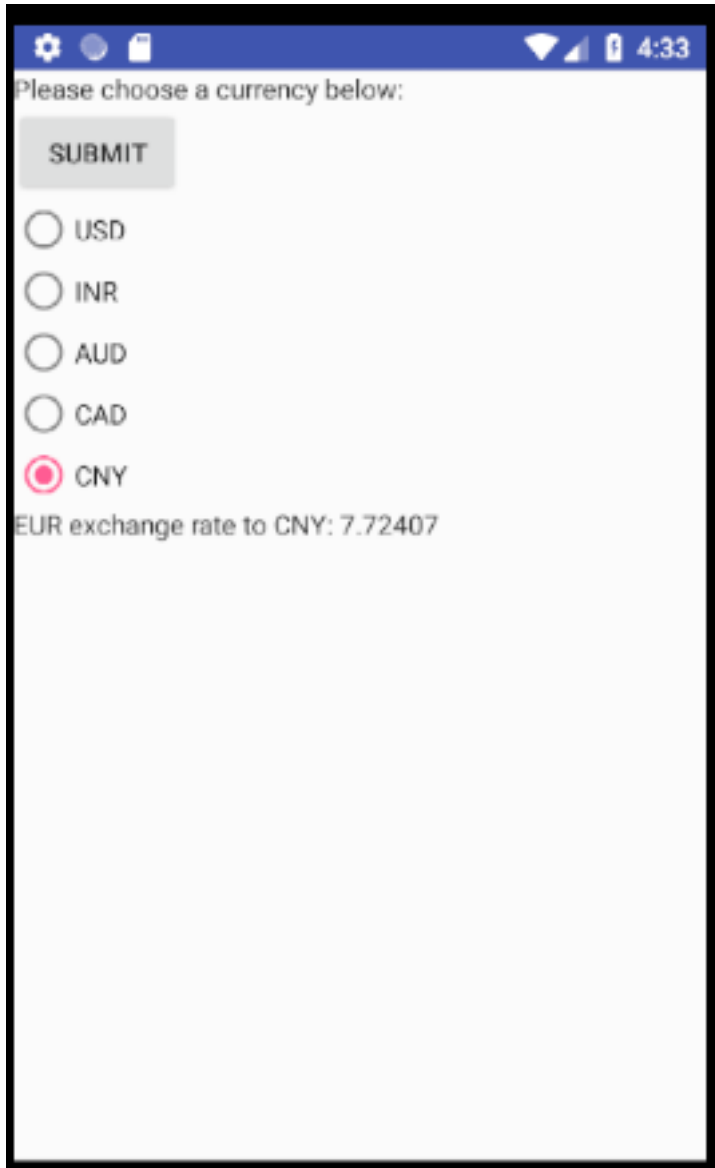 4:33
Please choose a currency below:
SUBMIT
USD
INR
AUD
CAD
CNY
EUR exchange rate to CNY: 7.72407